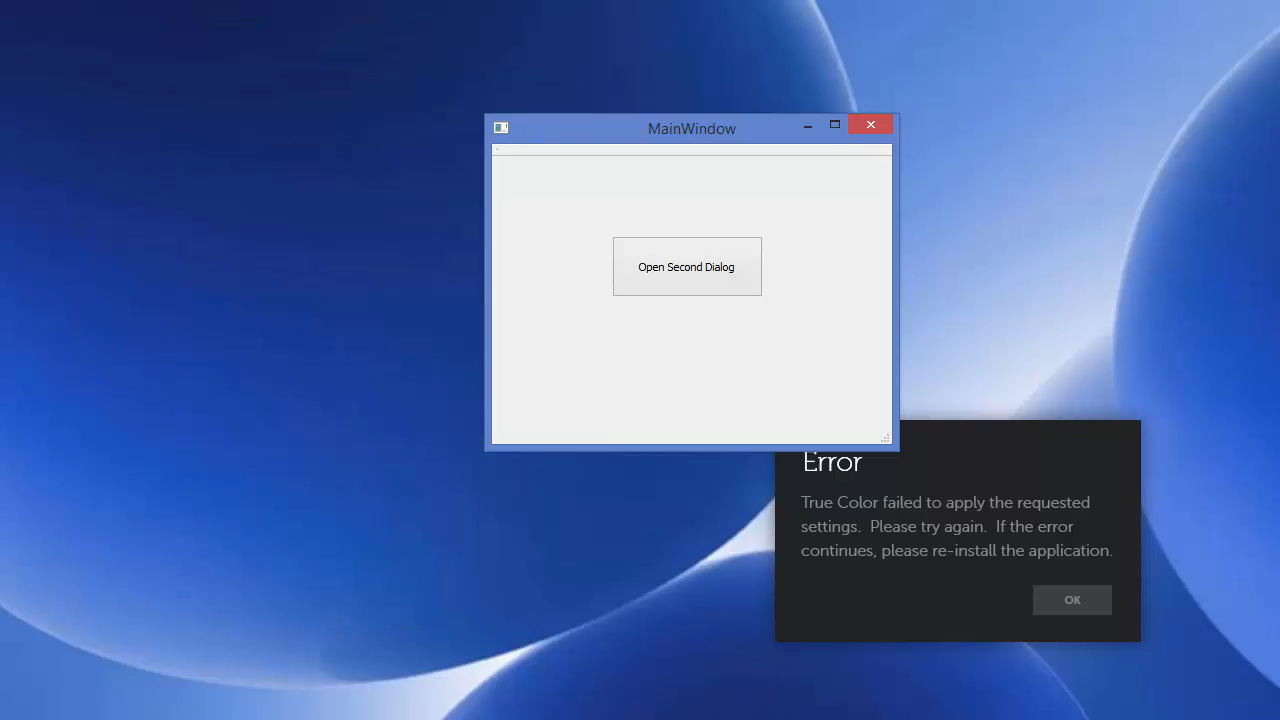 MainWindow
Open Second Dialog
Error
True Color failed to apply the requested
settings.  Please try again.  If the error
continues, please re-install the application.
OK